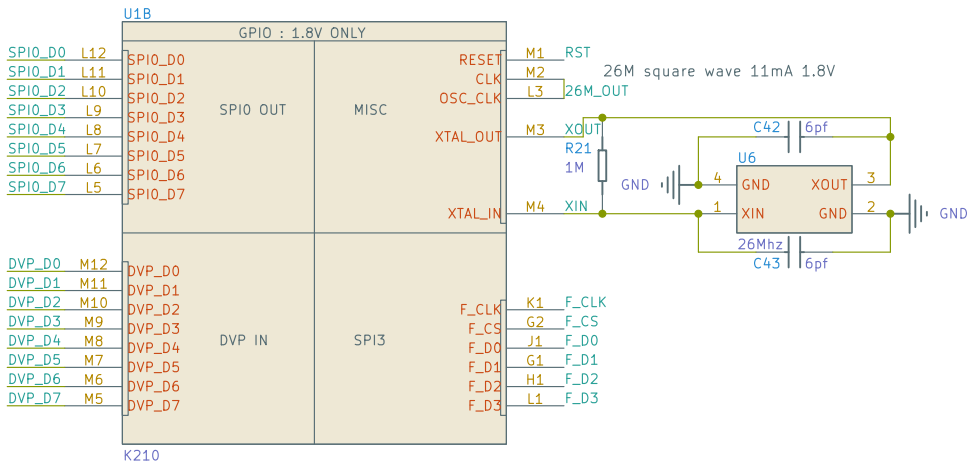 U1B
GPIO : 1.8V ONLY
SPI0_D0 L12 SPI0_D0
SPI0_D1 L11 SPI0_D1
SPI0_D2 L10 SPI0_D2
SPI0_D3 L9 SPI0_D3
SPI0_D4 L8 SPI0_D4
SPI0_D5 L7 SPI0_D5
SPI0_D6 L6 SPI0_D6
SPI0_D7 L5 SPI0_D7
SPI0 OUT
MISC
RESET M1 RST
CLK M2
OSC_CLK L3 26M_OUT
26M square wave 11mA 1.8V
XTAL_OUT M3 XOUT
XTAL_IN M4 XIN
R21
1M
C42 6pf
U6
GND 4 GND XOUT 3
1 XIN GND 2 GND
26Mhz
C43 6pf
DVP_D0 M12 DVP_D0
DVP_D1 M11 DVP_D1
DVP_D2 M10 DVP_D2
DVP_D3 M9 DVP_D3
DVP_D4 M8 DVP_D4
DVP_D5 M7 DVP_D5
DVP_D6 M6 DVP_D6
DVP_D7 M5 DVP_D7
DVP IN
SPI3
F_CLK K1 F_CLK
F_CS G2 F_CS
F_D0 J1 F_D0
F_D1 G1 F_D1
F_D2 H1 F_D2
F_D3 L1 F_D3
K210